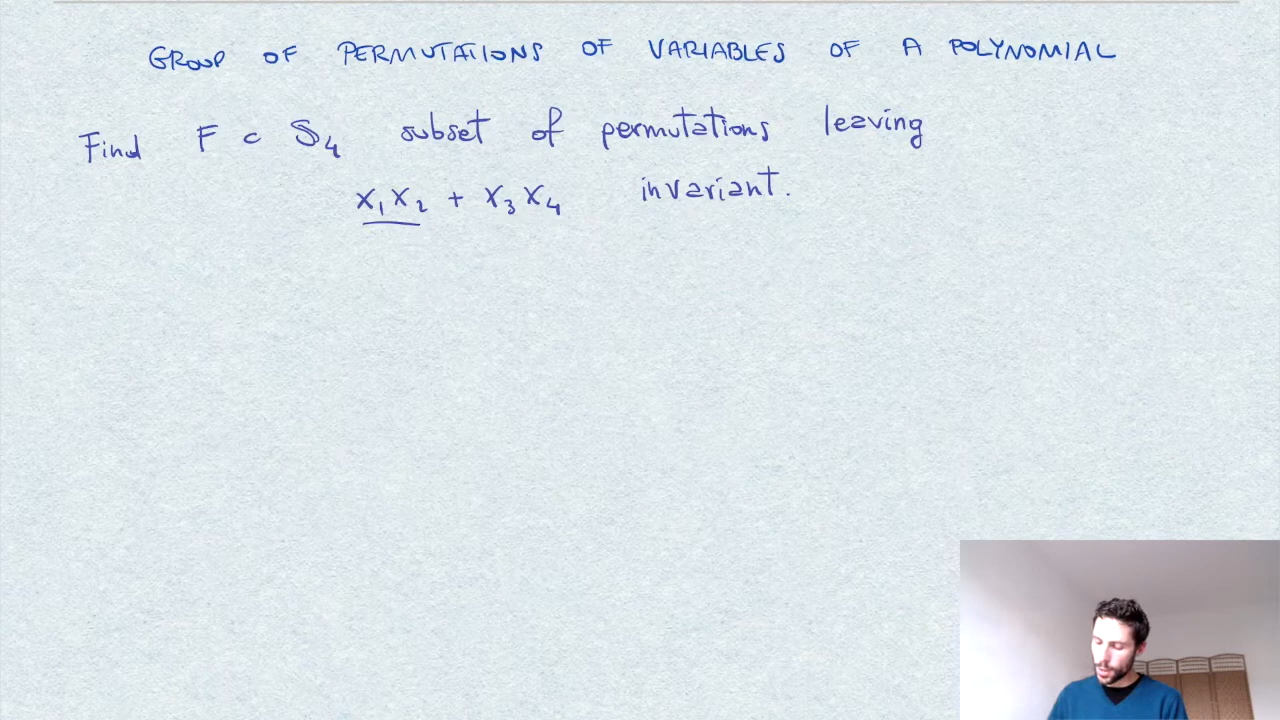 GROUP OF PERMUTATIONS OF VARIABLES OF A POLYNOMIAL
Find F ⊂ S₄ subset of permutations leaving
x₁x₂ + x₃x₄ invariant.